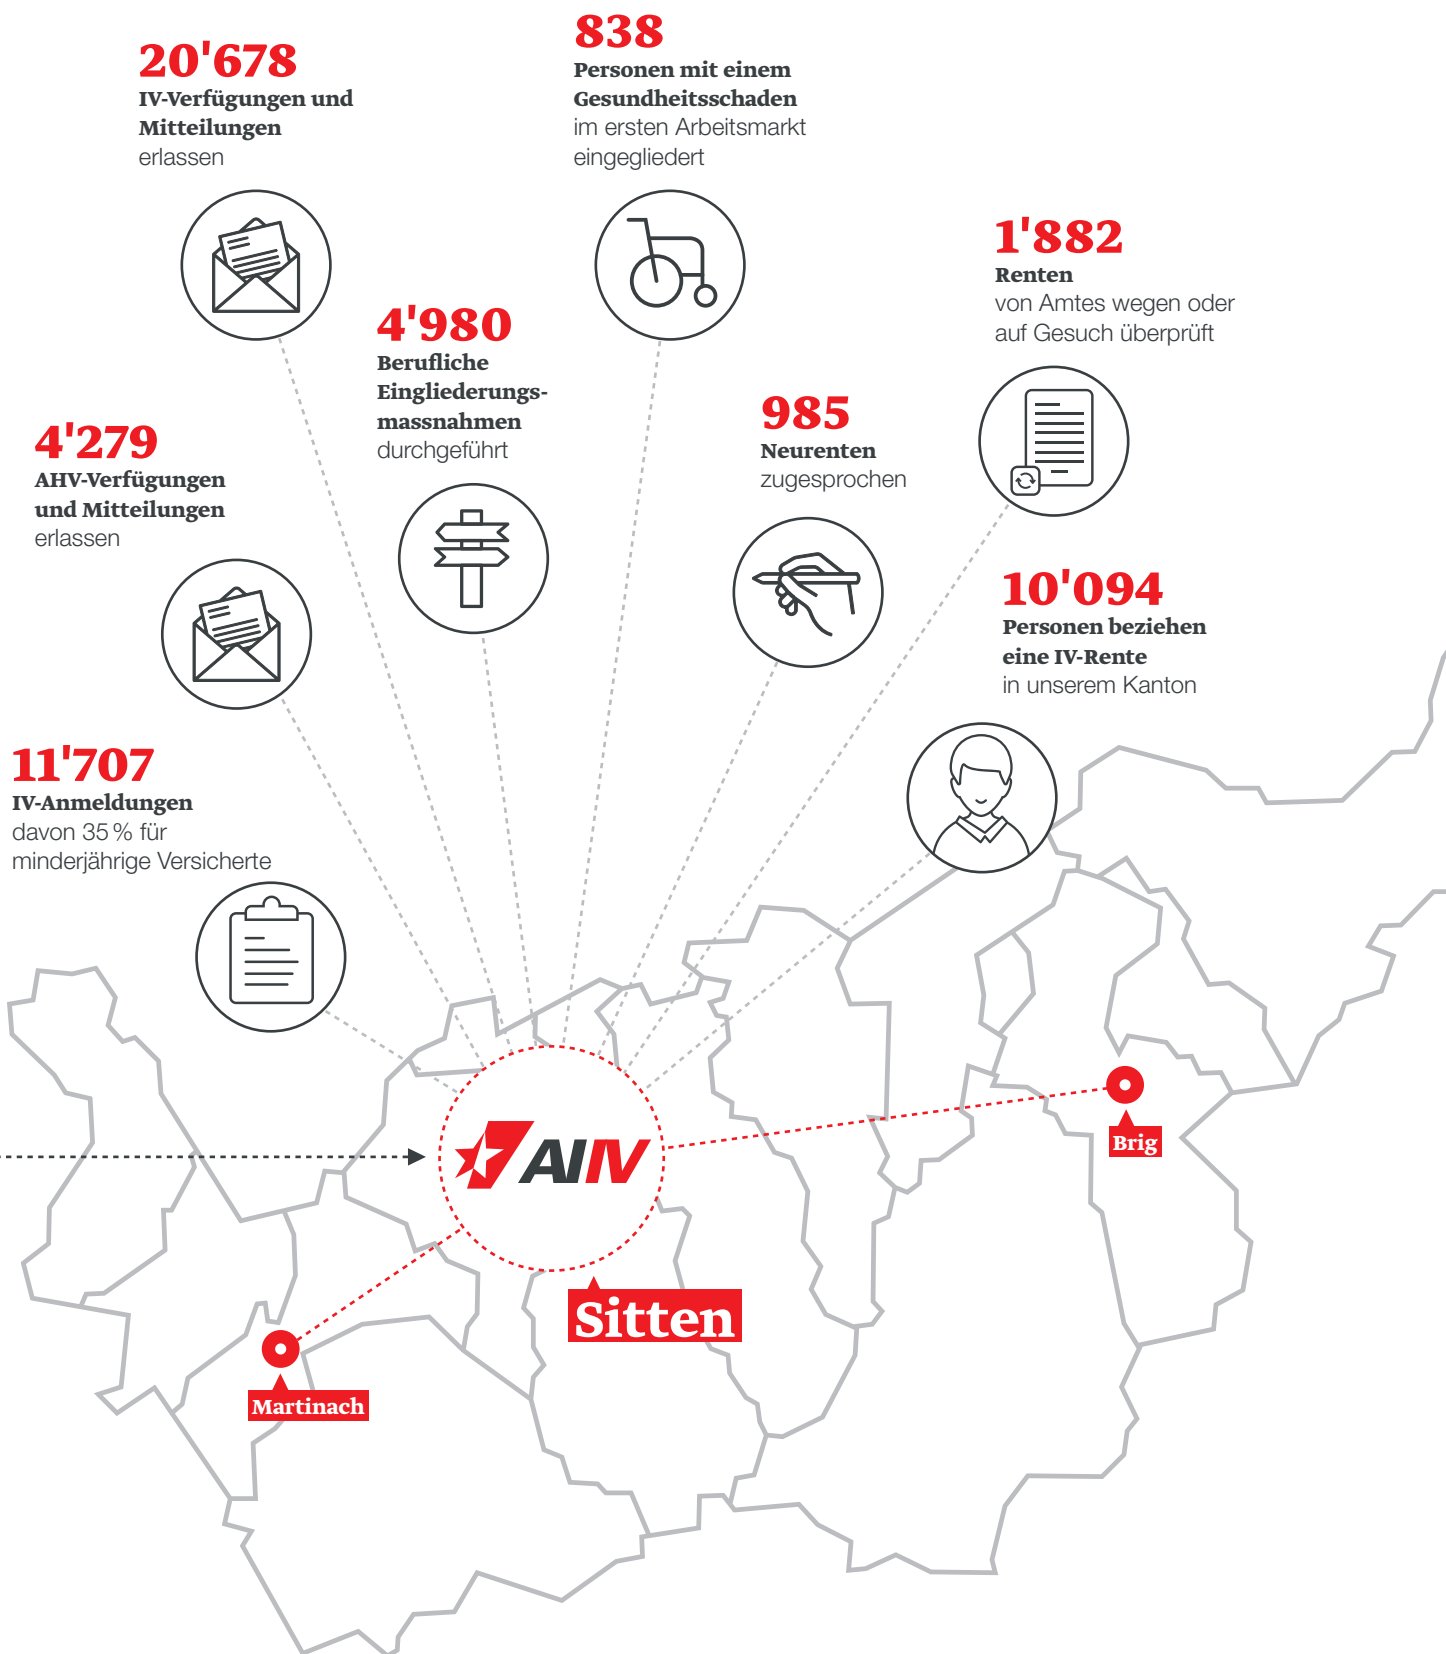 838
Personen mit einem
Gesundheitsschaden
im ersten Arbeitsmarkt
eingegliedert
20'678
IV-Verfügungen und
Mitteilungen
erlassen
1'882
Renten
von Amtes wegen oder
auf Gesuch überprüft
4'980
Berufliche
Eingliederungs-
massnahmen
durchgeführt
985
Neurenten
zugesprochen
4'279
AHV-Verfügungen
und Mitteilungen
erlassen
10'094
Personen beziehen
eine IV-Rente
in unserem Kanton
11'707
IV-Anmeldungen
davon 35 % für
minderjährige Versicherte
AIIV
Brig
Sitten
Martinach